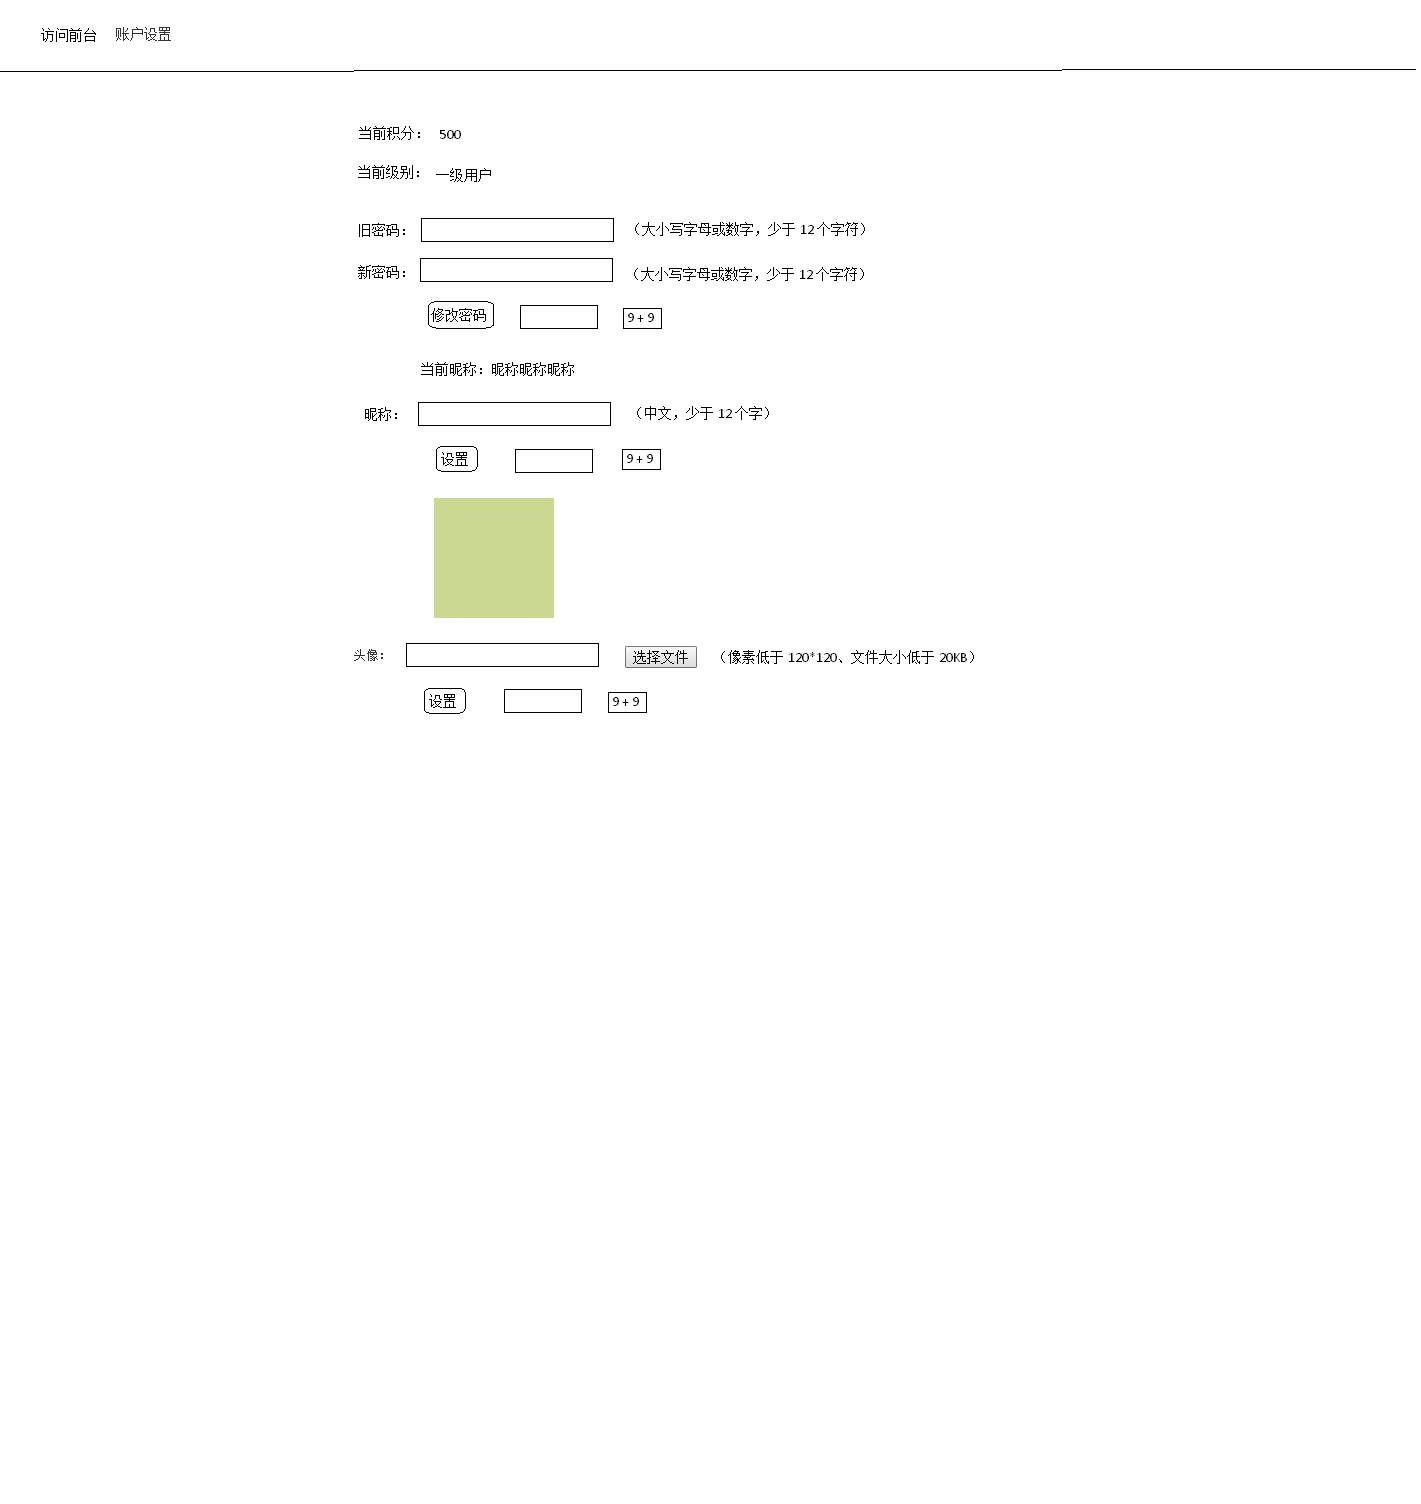 访问前台 账户设置
当前积分： 500
当前级别： 一级用户
旧密码： （大小写字母或数字，少于 12个字符）
新密码： （大小写字母或数字，少于 12个字符）
修改密码 9 + 9
当前昵称：昵称昵称昵称
昵称： （中文，少于 12个字）
设置 9 + 9
头像： 选择文件 （像素低于 120*120、文件大小低于 20KB）
设置 9 + 9